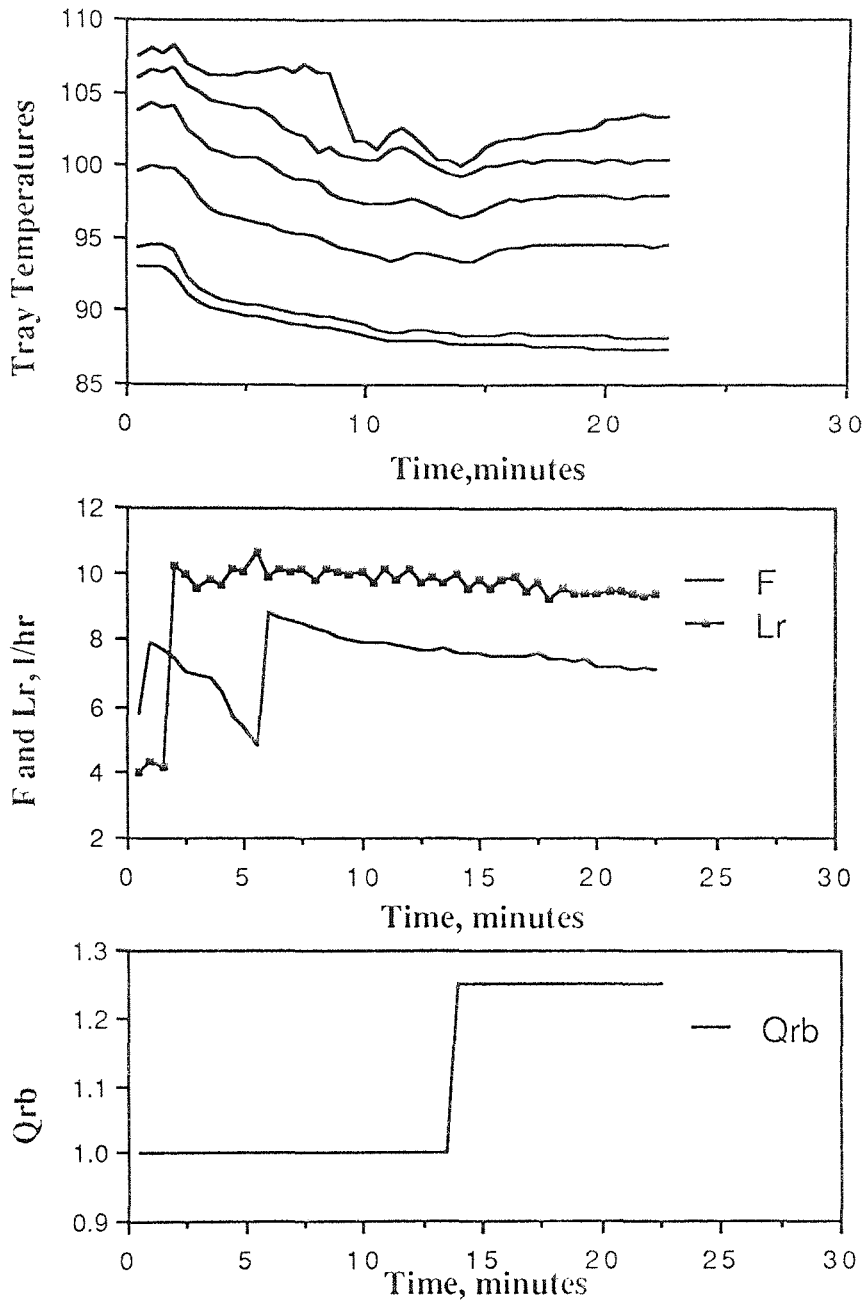 110
105
100
95
90
85
Tray Temperatures
0 10 20 30
Time,minutes
12
10
8
6
4
2
F and Lr, l/hr
F
Lr
0 5 10 15 20 25 30
Time, minutes
1.3
1.2
1.1
1.0
0.9
Qrb
Qrb
0 5 10 15 20 25 30
Time, minutes